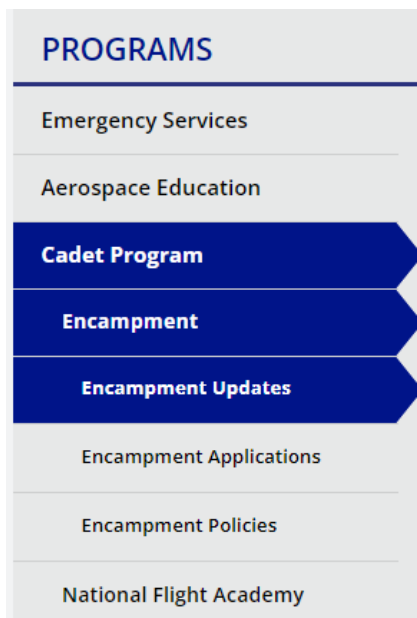 PROGRAMS
Emergency Services
Aerospace Education
Cadet Program
Encampment
Encampment Updates
Encampment Applications
Encampment Policies
National Flight Academy